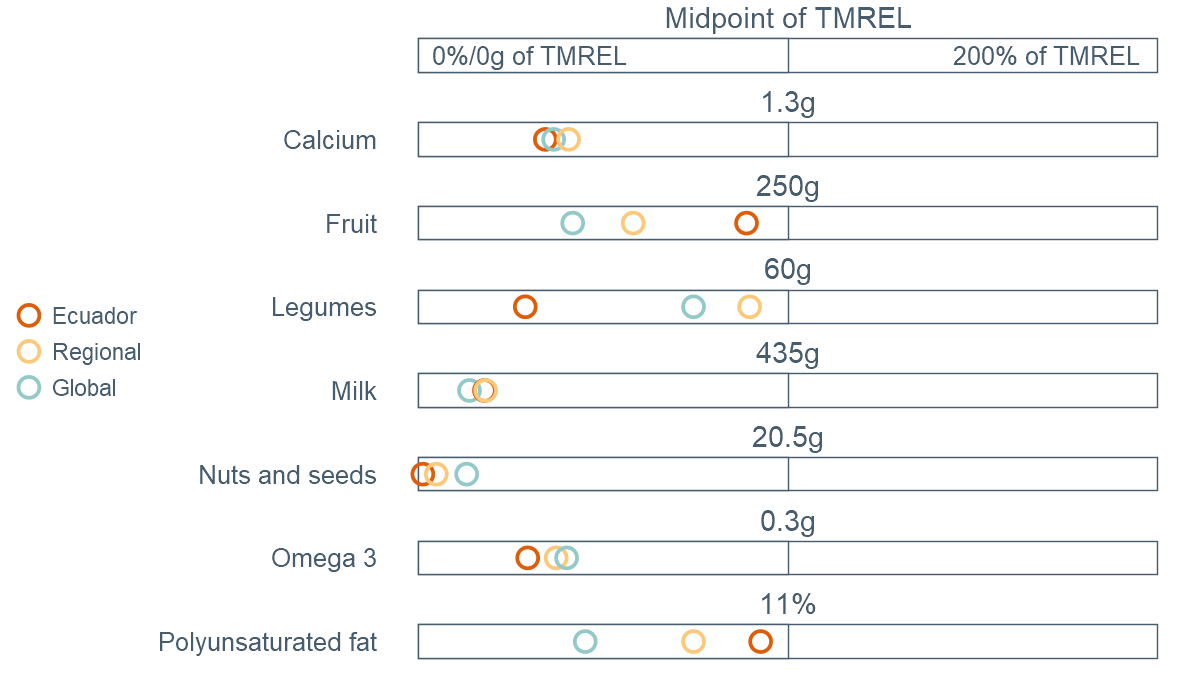 Midpoint of TMREL
0%/0g of TMREL 200% of TMREL
1.3g
Calcium
250g
Fruit
60g
Legumes
Ecuador
Regional
Global
435g
Milk
20.5g
Nuts and seeds
0.3g
Omega 3
11%
Polyunsaturated fat